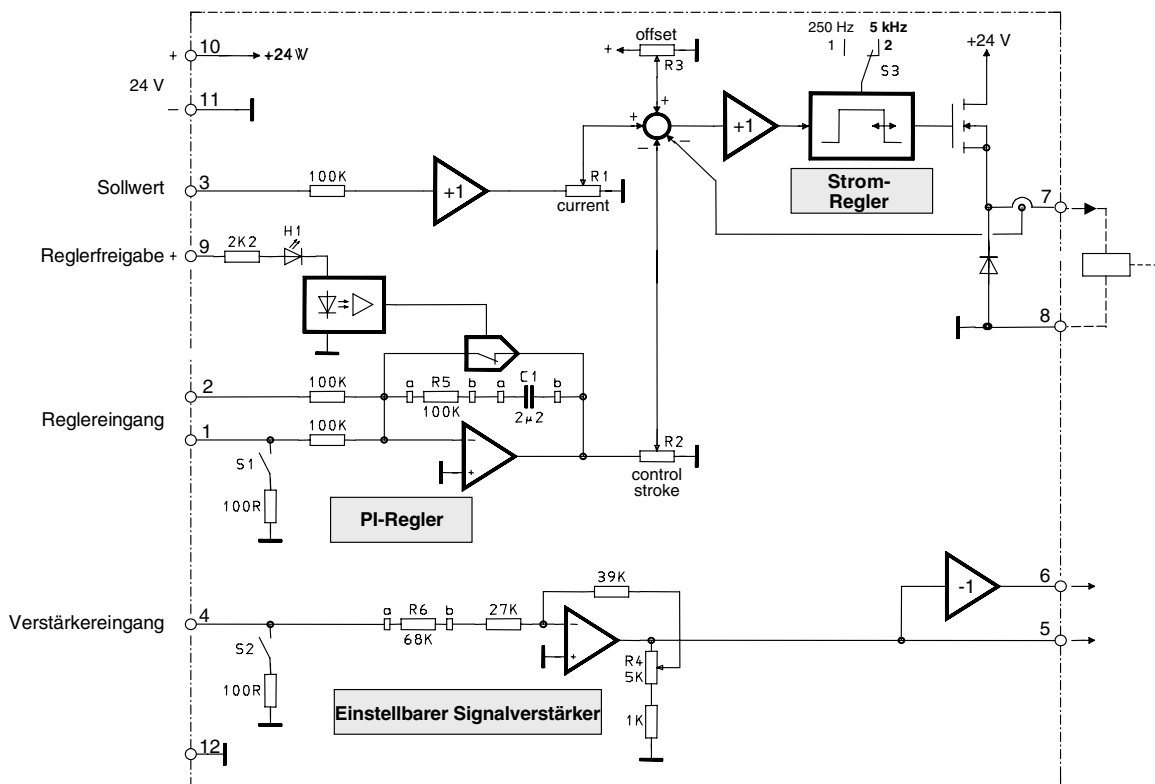 250 Hz 5 kHz
1 2
S3
offset
+
R3
+24 V
+ 10 +24V
24 V
− 11
+
+
−
−
+1
Strom-
Regler
Sollwert 3 100K +1 R1
current
7
Reglerfreigabe + 9 2K2 H1
8
2 100K a R5 b a C1 b
100K 2µ2
Reglereingang
1 100K − R2
+
control
stroke
S1
100R
PI-Regler
39K -1 6
Verstärkereingang 4 a R6 b 27K −
68K +
5
S2 R4
5K
100R
Einstellbarer Signalverstärker
1K
12